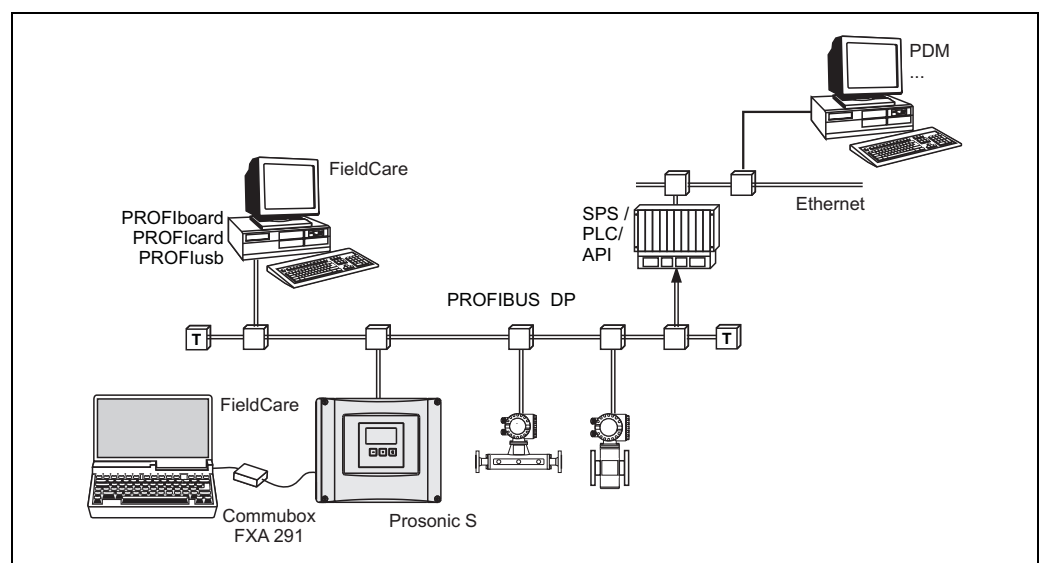 PDM
...
FieldCare
PROFIboard
PROFIcard
PROFIusb
Ethernet
SPS /
PLC/
API
PROFIBUS DP
T
T
FieldCare
Commubox
FXA 291
Prosonic S